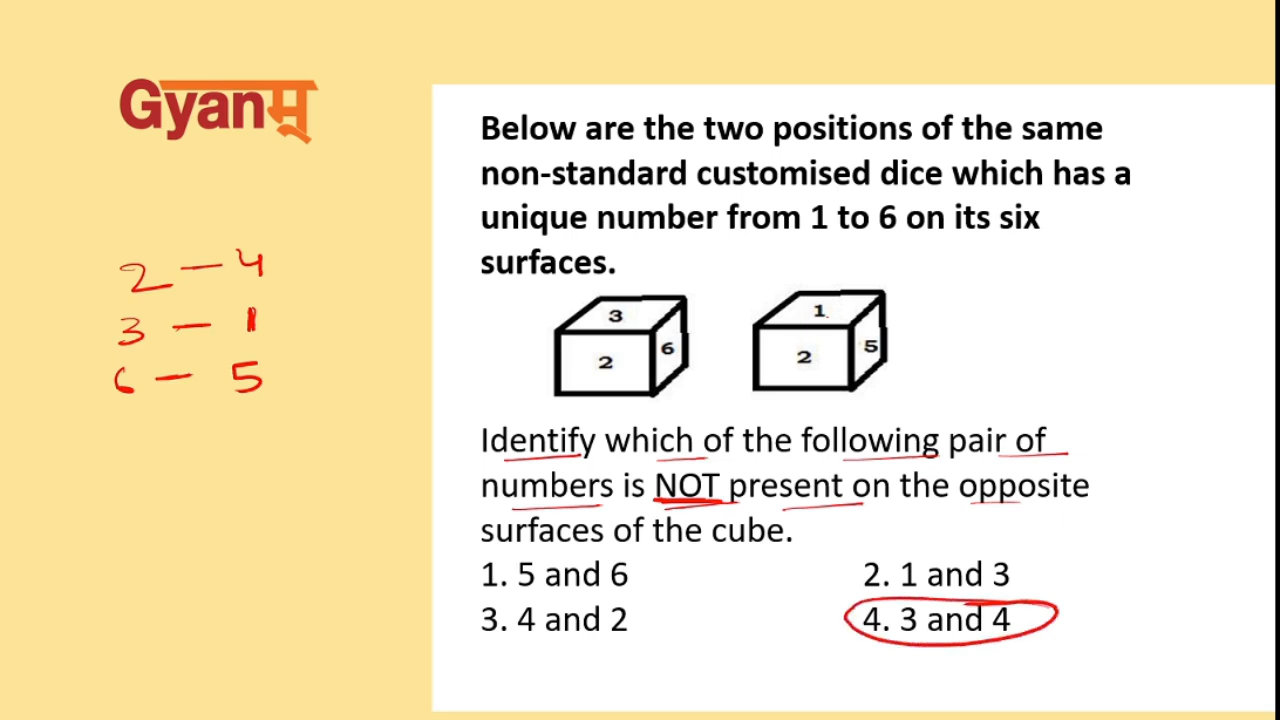 Gyanम्
Below are the two positions of the same
non-standard customised dice which has a
unique number from 1 to 6 on its six
surfaces.
2 – 4
3 – 1
6 – 5
3
2
6
1
2
5
Identify which of the following pair of
numbers is NOT present on the opposite
surfaces of the cube.
1. 5 and 6
2. 1 and 3
3. 4 and 2
4. 3 and 4